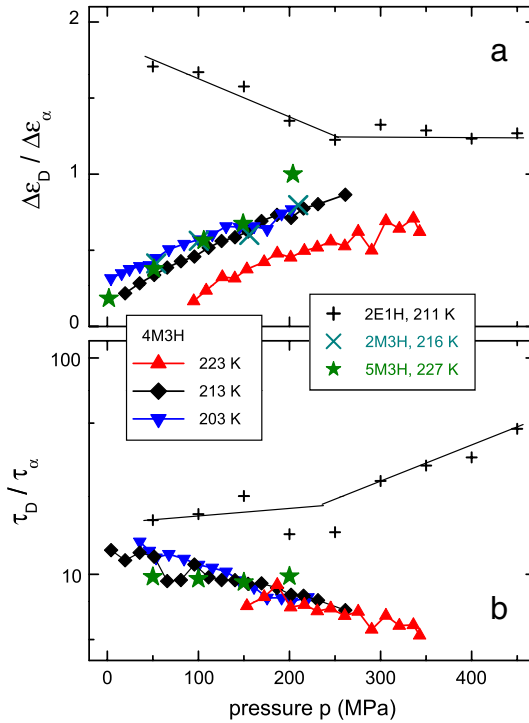 a
2
1
0
Δε_D / Δε_α
4M3H
223 K
213 K
203 K
2E1H, 211 K
2M3H, 216 K
5M3H, 227 K
100
10
τ_D / τ_α
b
0 100 200 300 400
pressure p (MPa)